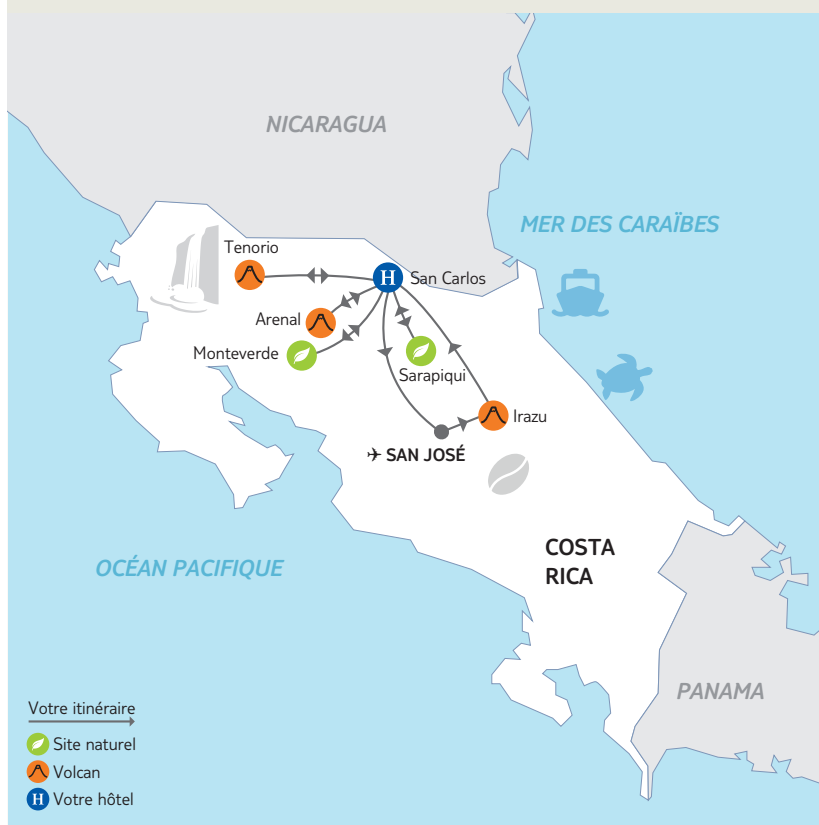 NICARAGUA
MER DES CARAÏBES
Tenorio
H
San Carlos
Arenal
Monteverde
Sarapiqui
Irazu
SAN JOSÉ
COSTA
RICA
OCÉAN PACIFIQUE
PANAMA
Votre itinéraire
Site naturel
Volcan
H Votre hôtel